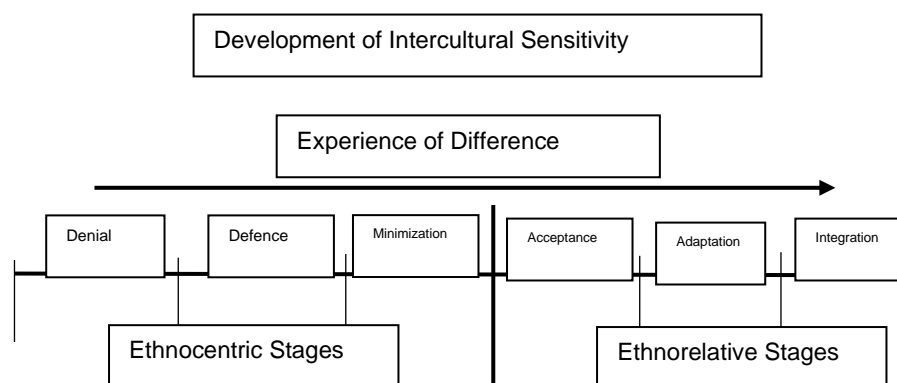 Development of Intercultural Sensitivity
Experience of Difference
Denial
Defence
Minimization
Acceptance
Adaptation
Integration
Ethnocentric Stages
Ethnorelative Stages